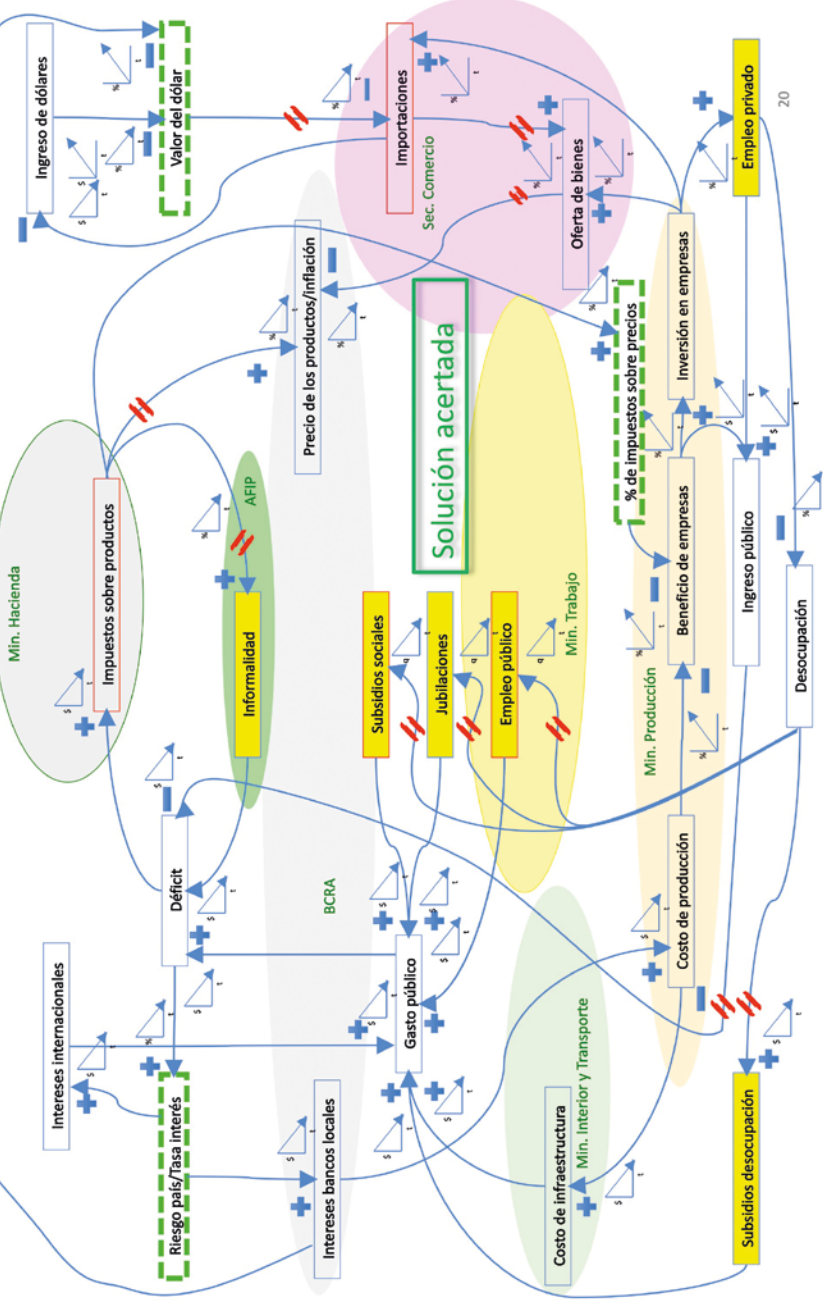 Min. Hacienda
Ingreso de dólares
Intereses internacionales
Impuestos sobre productos
Riesgo país/Tasa interés
Déficit
Valor del dólar
Informalidad
AFIP
Intereses bancos locales
BCRA
Precio de los productos/inflación
Subsidios sociales
Importaciones
Gasto público
Sec. Comercio
Jubilaciones
Solución acertada
Empleo público
Costo de infraestructura
Min. Interior y Transporte
Min. Trabajo
Oferta de bienes
% de impuestos sobre precios
Min. Producción
Costo de producción
Beneficio de empresas
Inversión en empresas
Subsidios desocupación
Ingreso público
Empleo privado
Desocupación
20